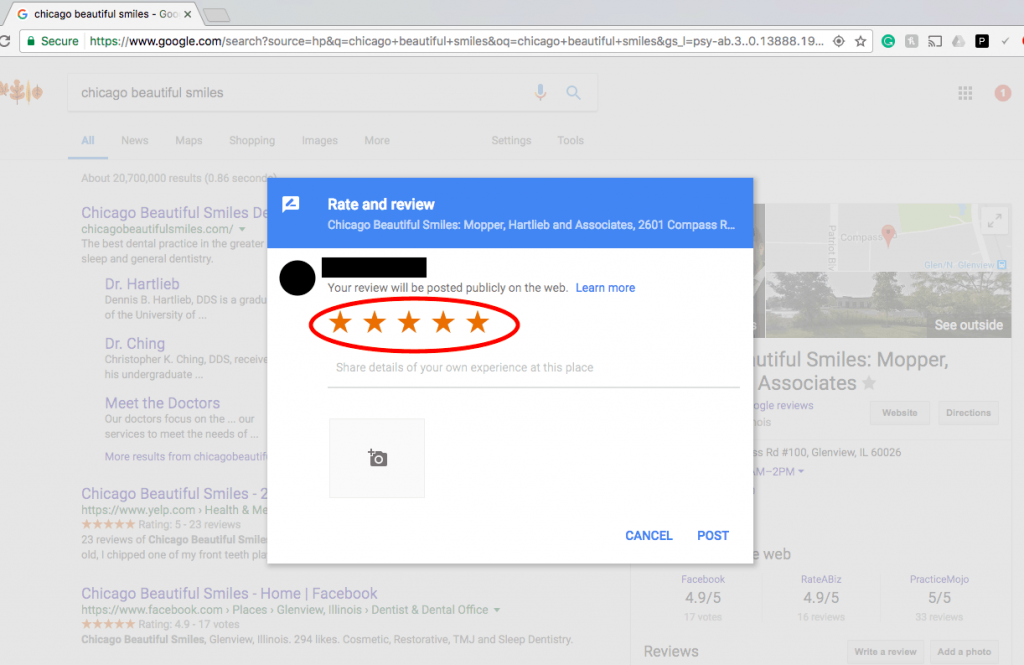 chicago beautiful smiles - Goo
Secure https://www.google.com/search?source=hp&q=chicago+beautiful+smiles&oq=chicago+beautiful+smiles&gs_l=psy-ab.3..0.13888.19...
chicago beautiful smiles
1
All News Maps Shopping Images More Settings Tools
About 20,700,000 results (0.86 seconds)
Chicago Beautiful Smiles De
chicagobeautifulsmiles.com/
The best dental practice in the greater
sleep and general dentistry.
Dr. Hartlieb
Dennis B. Hartlieb, DDS is a gradu
of the University of ...
Dr. Ching
Christopher K. Ching, DDS, receive
his undergraduate ...
Meet the Doctors
Our doctors focus on the ... our
services to meet the needs of ...
More results from chicagobeautif
Chicago Beautiful Smiles - 2
https://www.yelp.com › Health & Me
Rating: 5 - 23 reviews
23 reviews of Chicago Beautiful Smile
old, I chipped one of my front teeth pla
Chicago Beautiful Smiles - Home | Facebook
https://www.facebook.com › Places › Glenview, Illinois › Dentist & Dental Office
Rating: 4.9 - 17 votes
Chicago Beautiful Smiles, Glenview, Illinois. 294 likes. Cosmetic, Restorative, TMJ and Sleep Dentistry.
Rate and review
Chicago Beautiful Smiles: Mopper, Hartlieb and Associates, 2601 Compass R...
Your review will be posted publicly on the web. Learn more
Share details of your own experience at this place
CANCEL POST
Patriot Bl
Compass
Glen/N. Glenview
s
See outside
utiful Smiles: Mopper,
Associates
ogle reviews
nois
Website Directions
ss Rd #100, Glenview, IL 60026
AM–2PM
e web
Facebook RateABiz PracticeMojo
4.9/5 4.9/5 5/5
17 votes 16 reviews 33 reviews
Reviews Write a review Add a photo